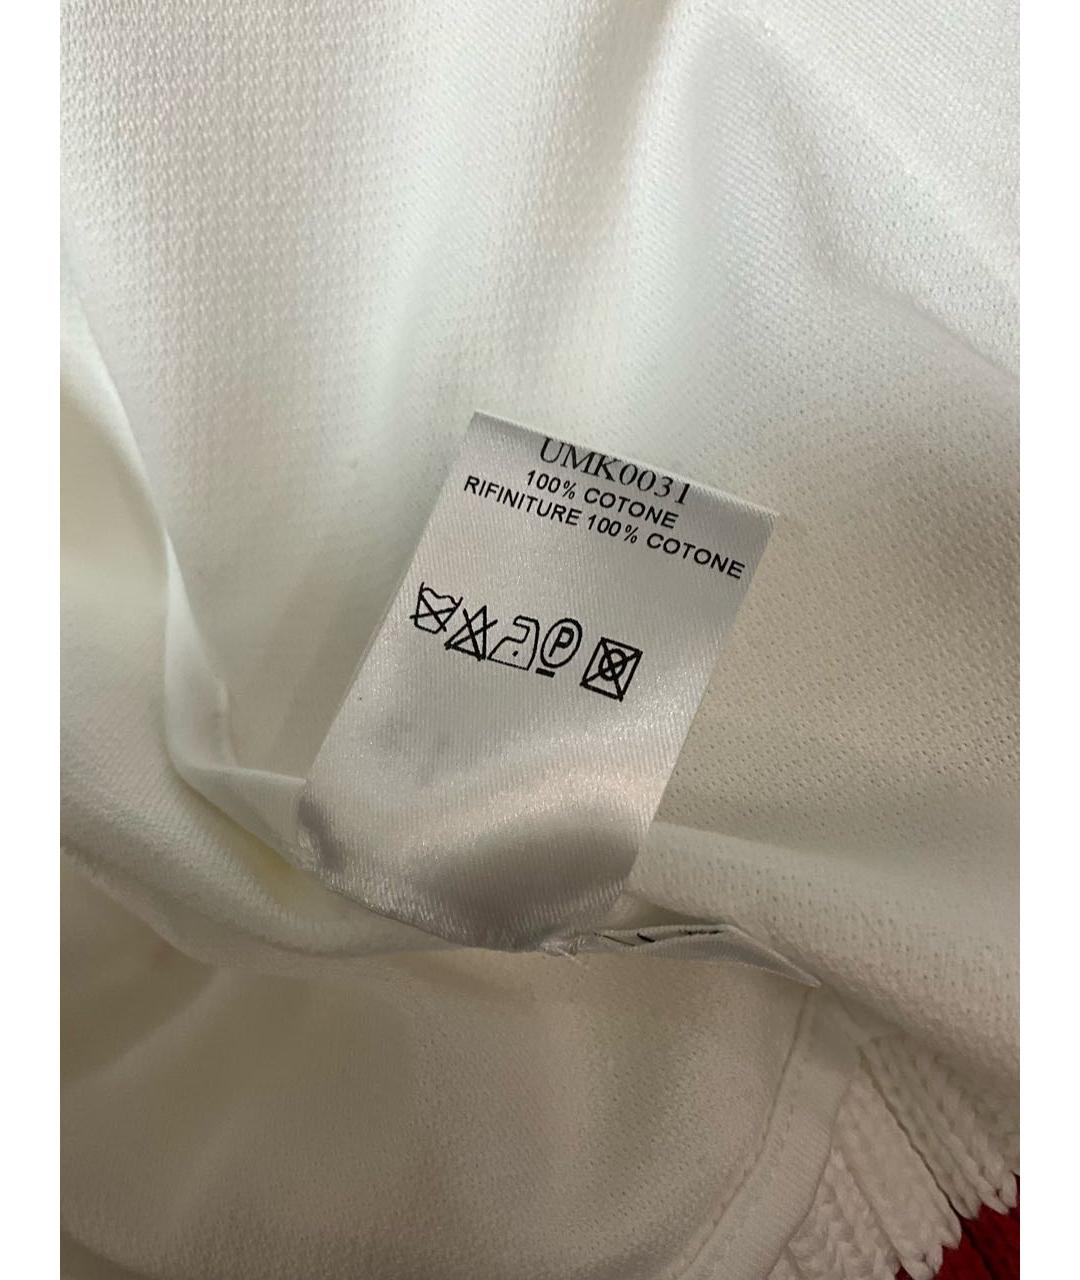 UMK0031
100% COTONE
RIFINITURE 100% COTONE
P